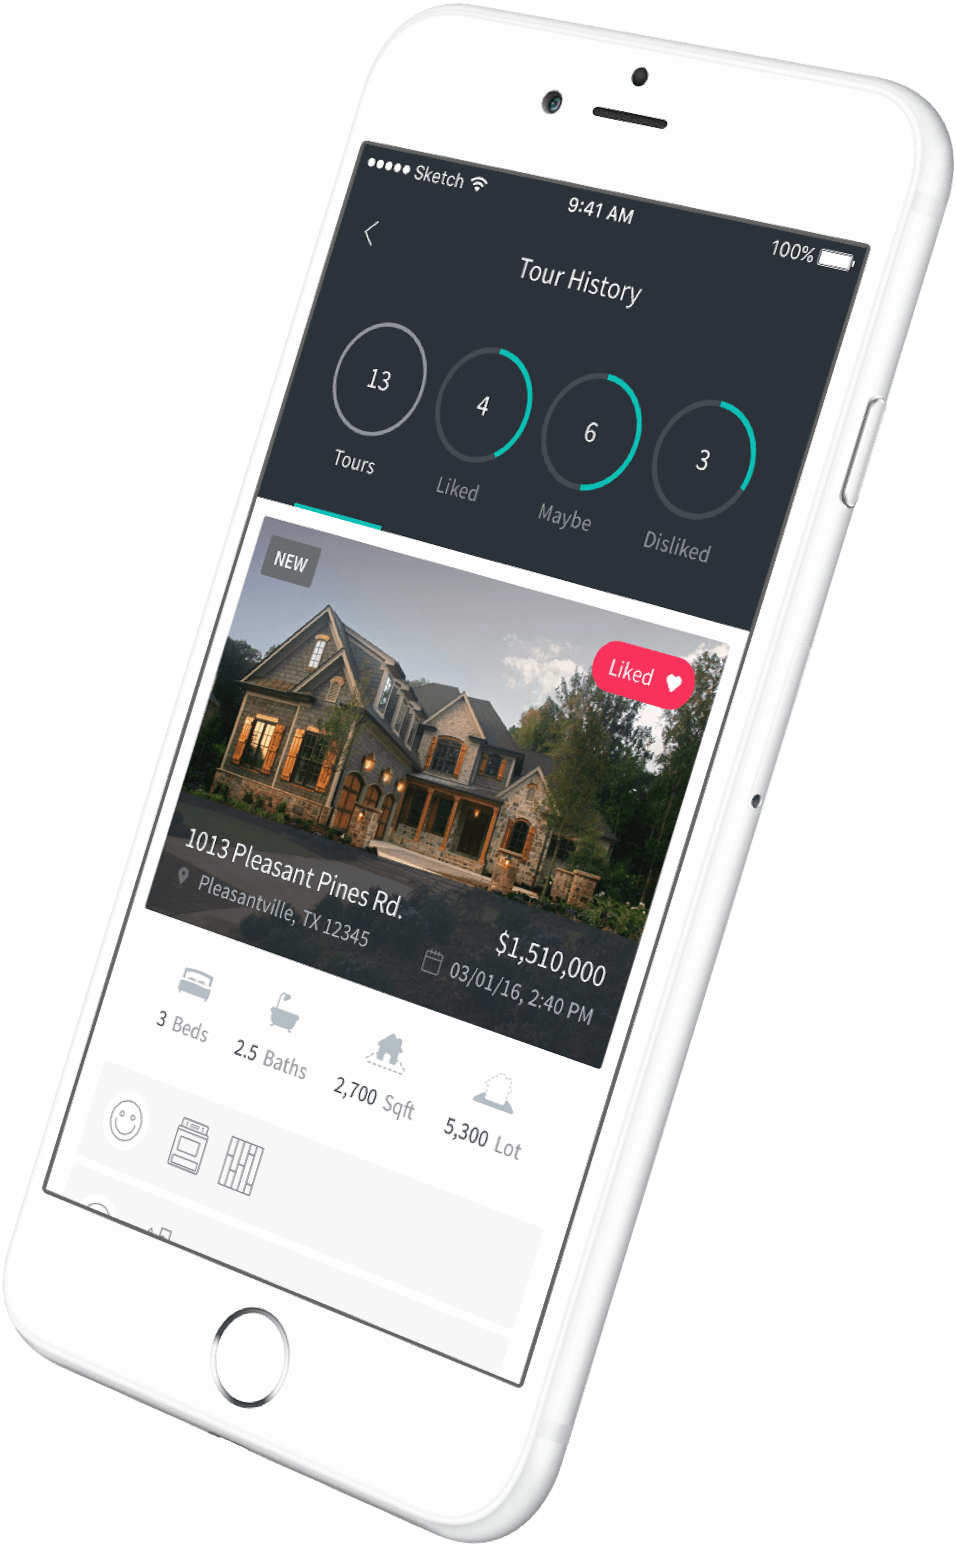 Sketch
9:41 AM
100%
Tour History
13
4
6
3
Tours
Liked
Maybe
Disliked
NEW
Liked
1013 Pleasant Pines Rd.
Pleasantville, TX 12345
$1,510,000
03/01/16, 2:40 PM
3 Beds
2.5 Baths
2,700 Sqft
5,300 Lot